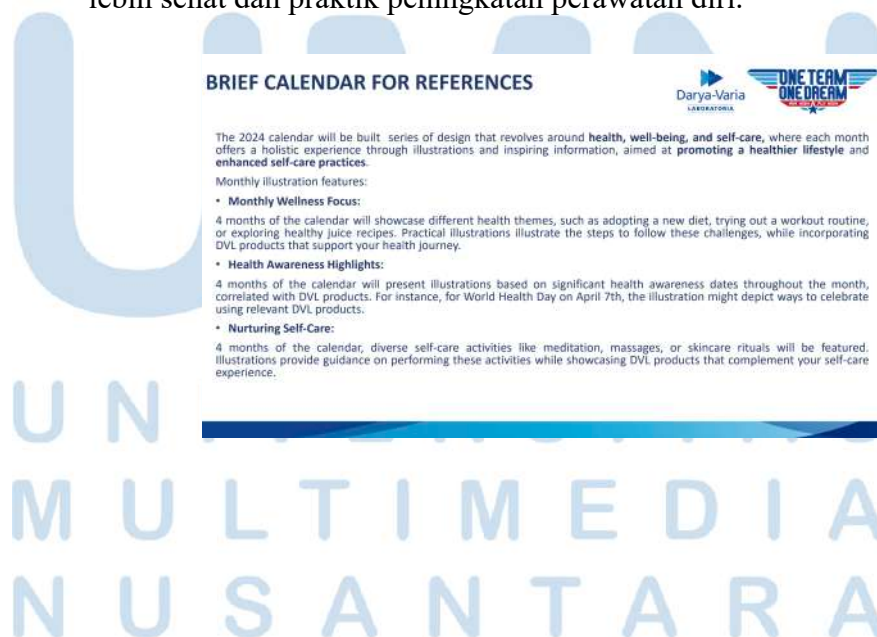 lebih sehat dan praktik peningkatan perawatan diri.
BRIEF CALENDAR FOR REFERENCES
Darya-Varia
LABORATORIA
ONE TEAM
ONE DREAM
The 2024 calendar will be built series of design that revolves around health, well-being, and self-care, where each month
offers a holistic experience through illustrations and inspiring information, aimed at promoting a healthier lifestyle and
enhanced self-care practices.
Monthly illustration features:
• Monthly Wellness Focus:
4 months of the calendar will showcase different health themes, such as adopting a new diet, trying out a workout routine,
or exploring healthy juice recipes. Practical illustrations illustrate the steps to follow these challenges, while incorporating
DVL products that support your health journey.
• Health Awareness Highlights:
4 months of the calendar will present illustrations based on significant health awareness dates throughout the month,
correlated with DVL products. For instance, for World Health Day on April 7th, the illustration might depict ways to celebrate
using relevant DVL products.
• Nurturing Self-Care:
4 months of the calendar, diverse self-care activities like meditation, massages, or skincare rituals will be featured.
Illustrations provide guidance on performing these activities while showcasing DVL products that complement your self-care
experience.
MULTIMEDIA
NUSANTARA